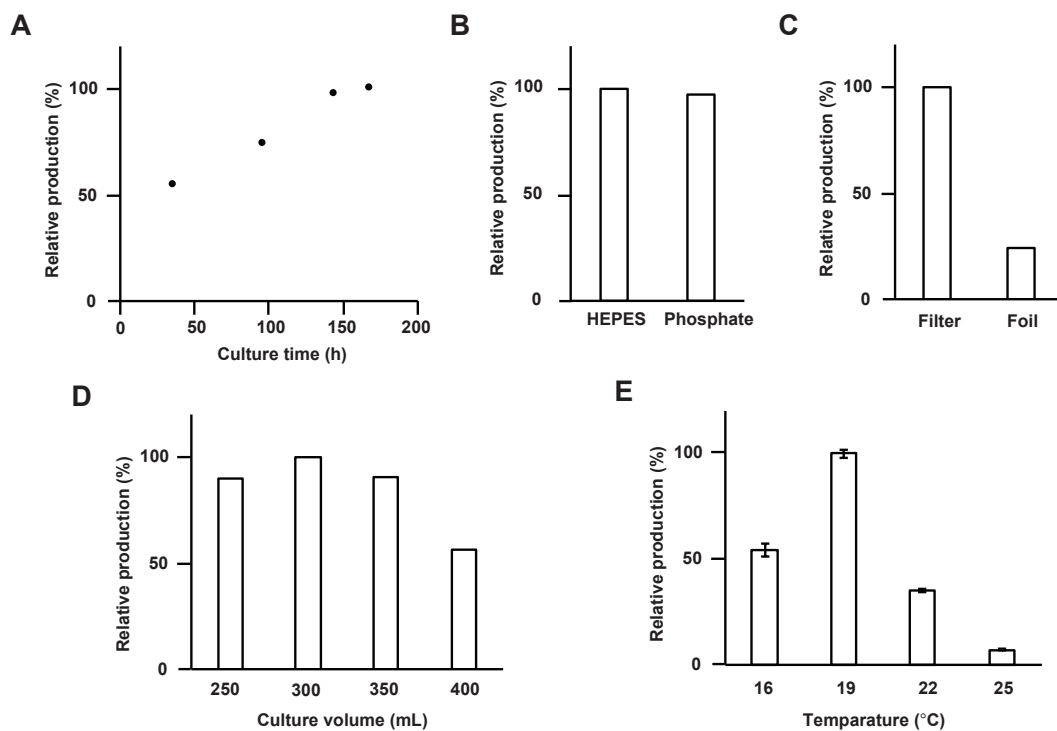 A
Relative production (%)
100
50
0
0 50 100 150 200
Culture time (h)
B
Relative production (%)
100
50
0
HEPES Phosphate
C
Relative production (%)
100
50
0
Filter Foil
D
Relative production (%)
100
50
0
250 300 350 400
Culture volume (mL)
E
Relative production (%)
100
50
0
16 19 22 25
Temparature (°C)